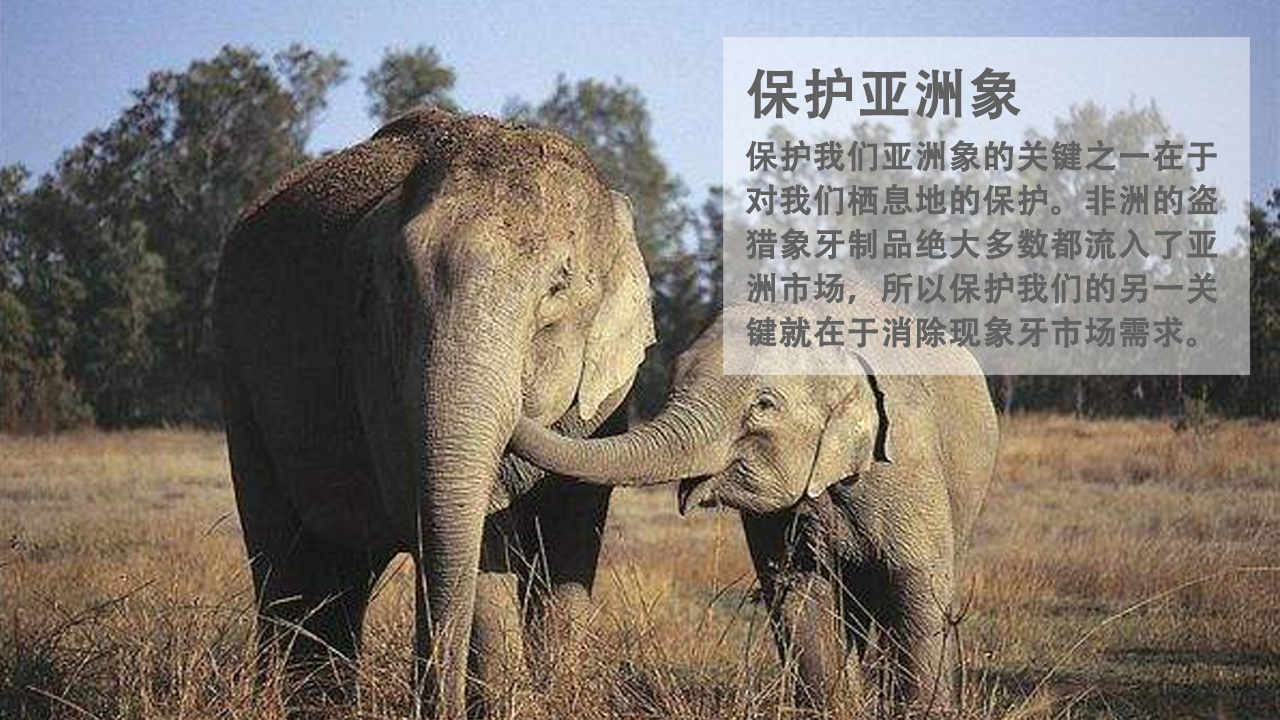 保护亚洲象
保护我们亚洲象的关键之一在于
对我们栖息地的保护。非洲的盗
猎象牙制品绝大多数都流入了亚
洲市场，所以保护我们的另一关
键就在于消除现象牙市场需求。